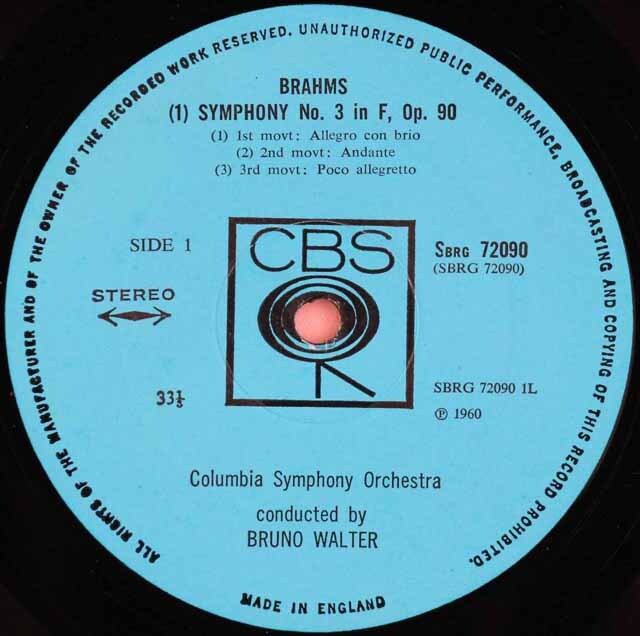 ALL RIGHTS OF THE MANUFACTURER AND OF THE OWNER OF THE RECORDED WORK RESERVED. UNAUTHORIZED PUBLIC PERFORMANCE, BROADCASTING AND COPYING OF THIS RECORD PROHIBITED.
BRAHMS
(1) SYMPHONY No. 3 in F, Op. 90
(1) 1st movt: Allegro con brio
(2) 2nd movt: Andante
(3) 3rd movt: Poco allegretto
SIDE 1
STEREO
33⅓
CBS
SBRG 72090
(SBRG 72090)
SBRG 72090 1L
℗ 1960
Columbia Symphony Orchestra
conducted by
BRUNO WALTER
MADE IN ENGLAND